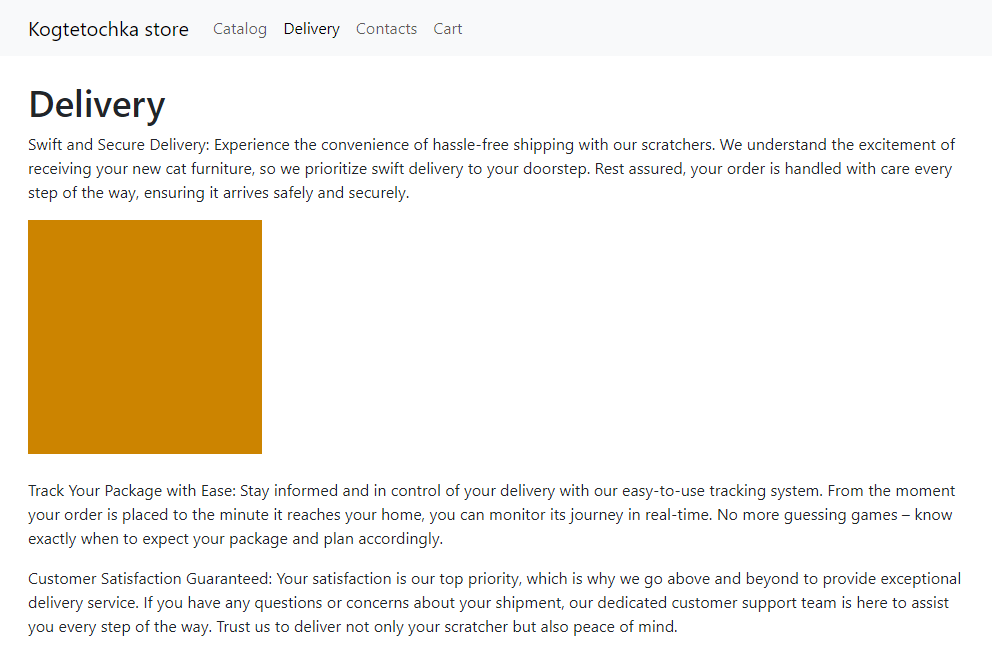 Kogtetochka store Catalog Delivery Contacts Cart
Delivery
Swift and Secure Delivery: Experience the convenience of hassle-free shipping with our scratchers. We understand the excitement of
receiving your new cat furniture, so we prioritize swift delivery to your doorstep. Rest assured, your order is handled with care every
step of the way, ensuring it arrives safely and securely.
Track Your Package with Ease: Stay informed and in control of your delivery with our easy-to-use tracking system. From the moment
your order is placed to the minute it reaches your home, you can monitor its journey in real-time. No more guessing games – know
exactly when to expect your package and plan accordingly.
Customer Satisfaction Guaranteed: Your satisfaction is our top priority, which is why we go above and beyond to provide exceptional
delivery service. If you have any questions or concerns about your shipment, our dedicated customer support team is here to assist
you every step of the way. Trust us to deliver not only your scratcher but also peace of mind.